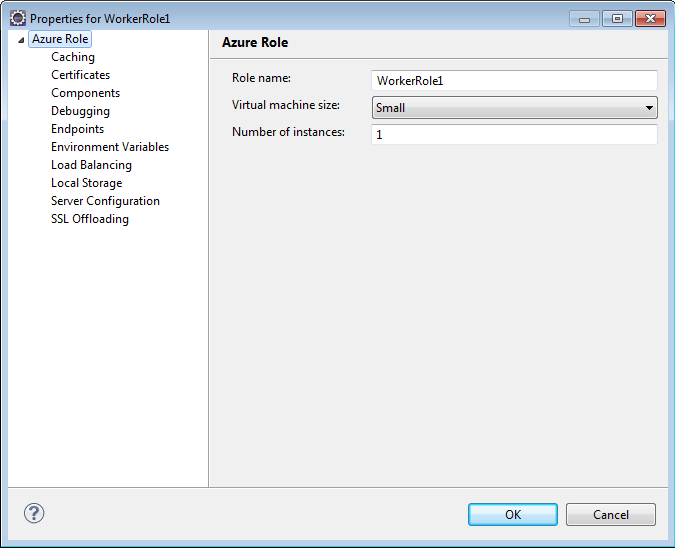 Properties for WorkerRole1
Azure Role
Caching
Certificates
Components
Debugging
Endpoints
Environment Variables
Load Balancing
Local Storage
Server Configuration
SSL Offloading
Azure Role
Role name: WorkerRole1
Virtual machine size: Small
Number of instances: 1
?
OK Cancel